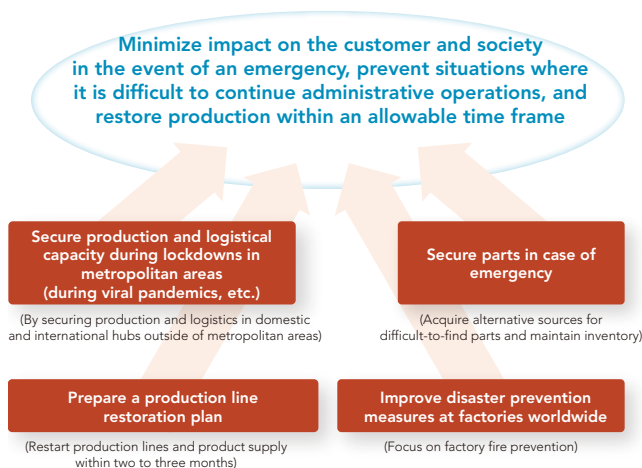 Minimize impact on the customer and society
in the event of an emergency, prevent situations where
it is difficult to continue administrative operations, and
restore production within an allowable time frame
Secure production and logistical
capacity during lockdowns in
metropolitan areas
(during viral pandemics, etc.)
(By securing production and logistics in domestic
and international hubs outside of metropolitan areas)
Secure parts in case of
emergency
(Acquire alternative sources for
difficult-to-find parts and maintain inventory)
Prepare a production line
restoration plan
(Restart production lines and product supply
within two to three months)
Improve disaster prevention
measures at factories worldwide
(Focus on factory fire prevention)